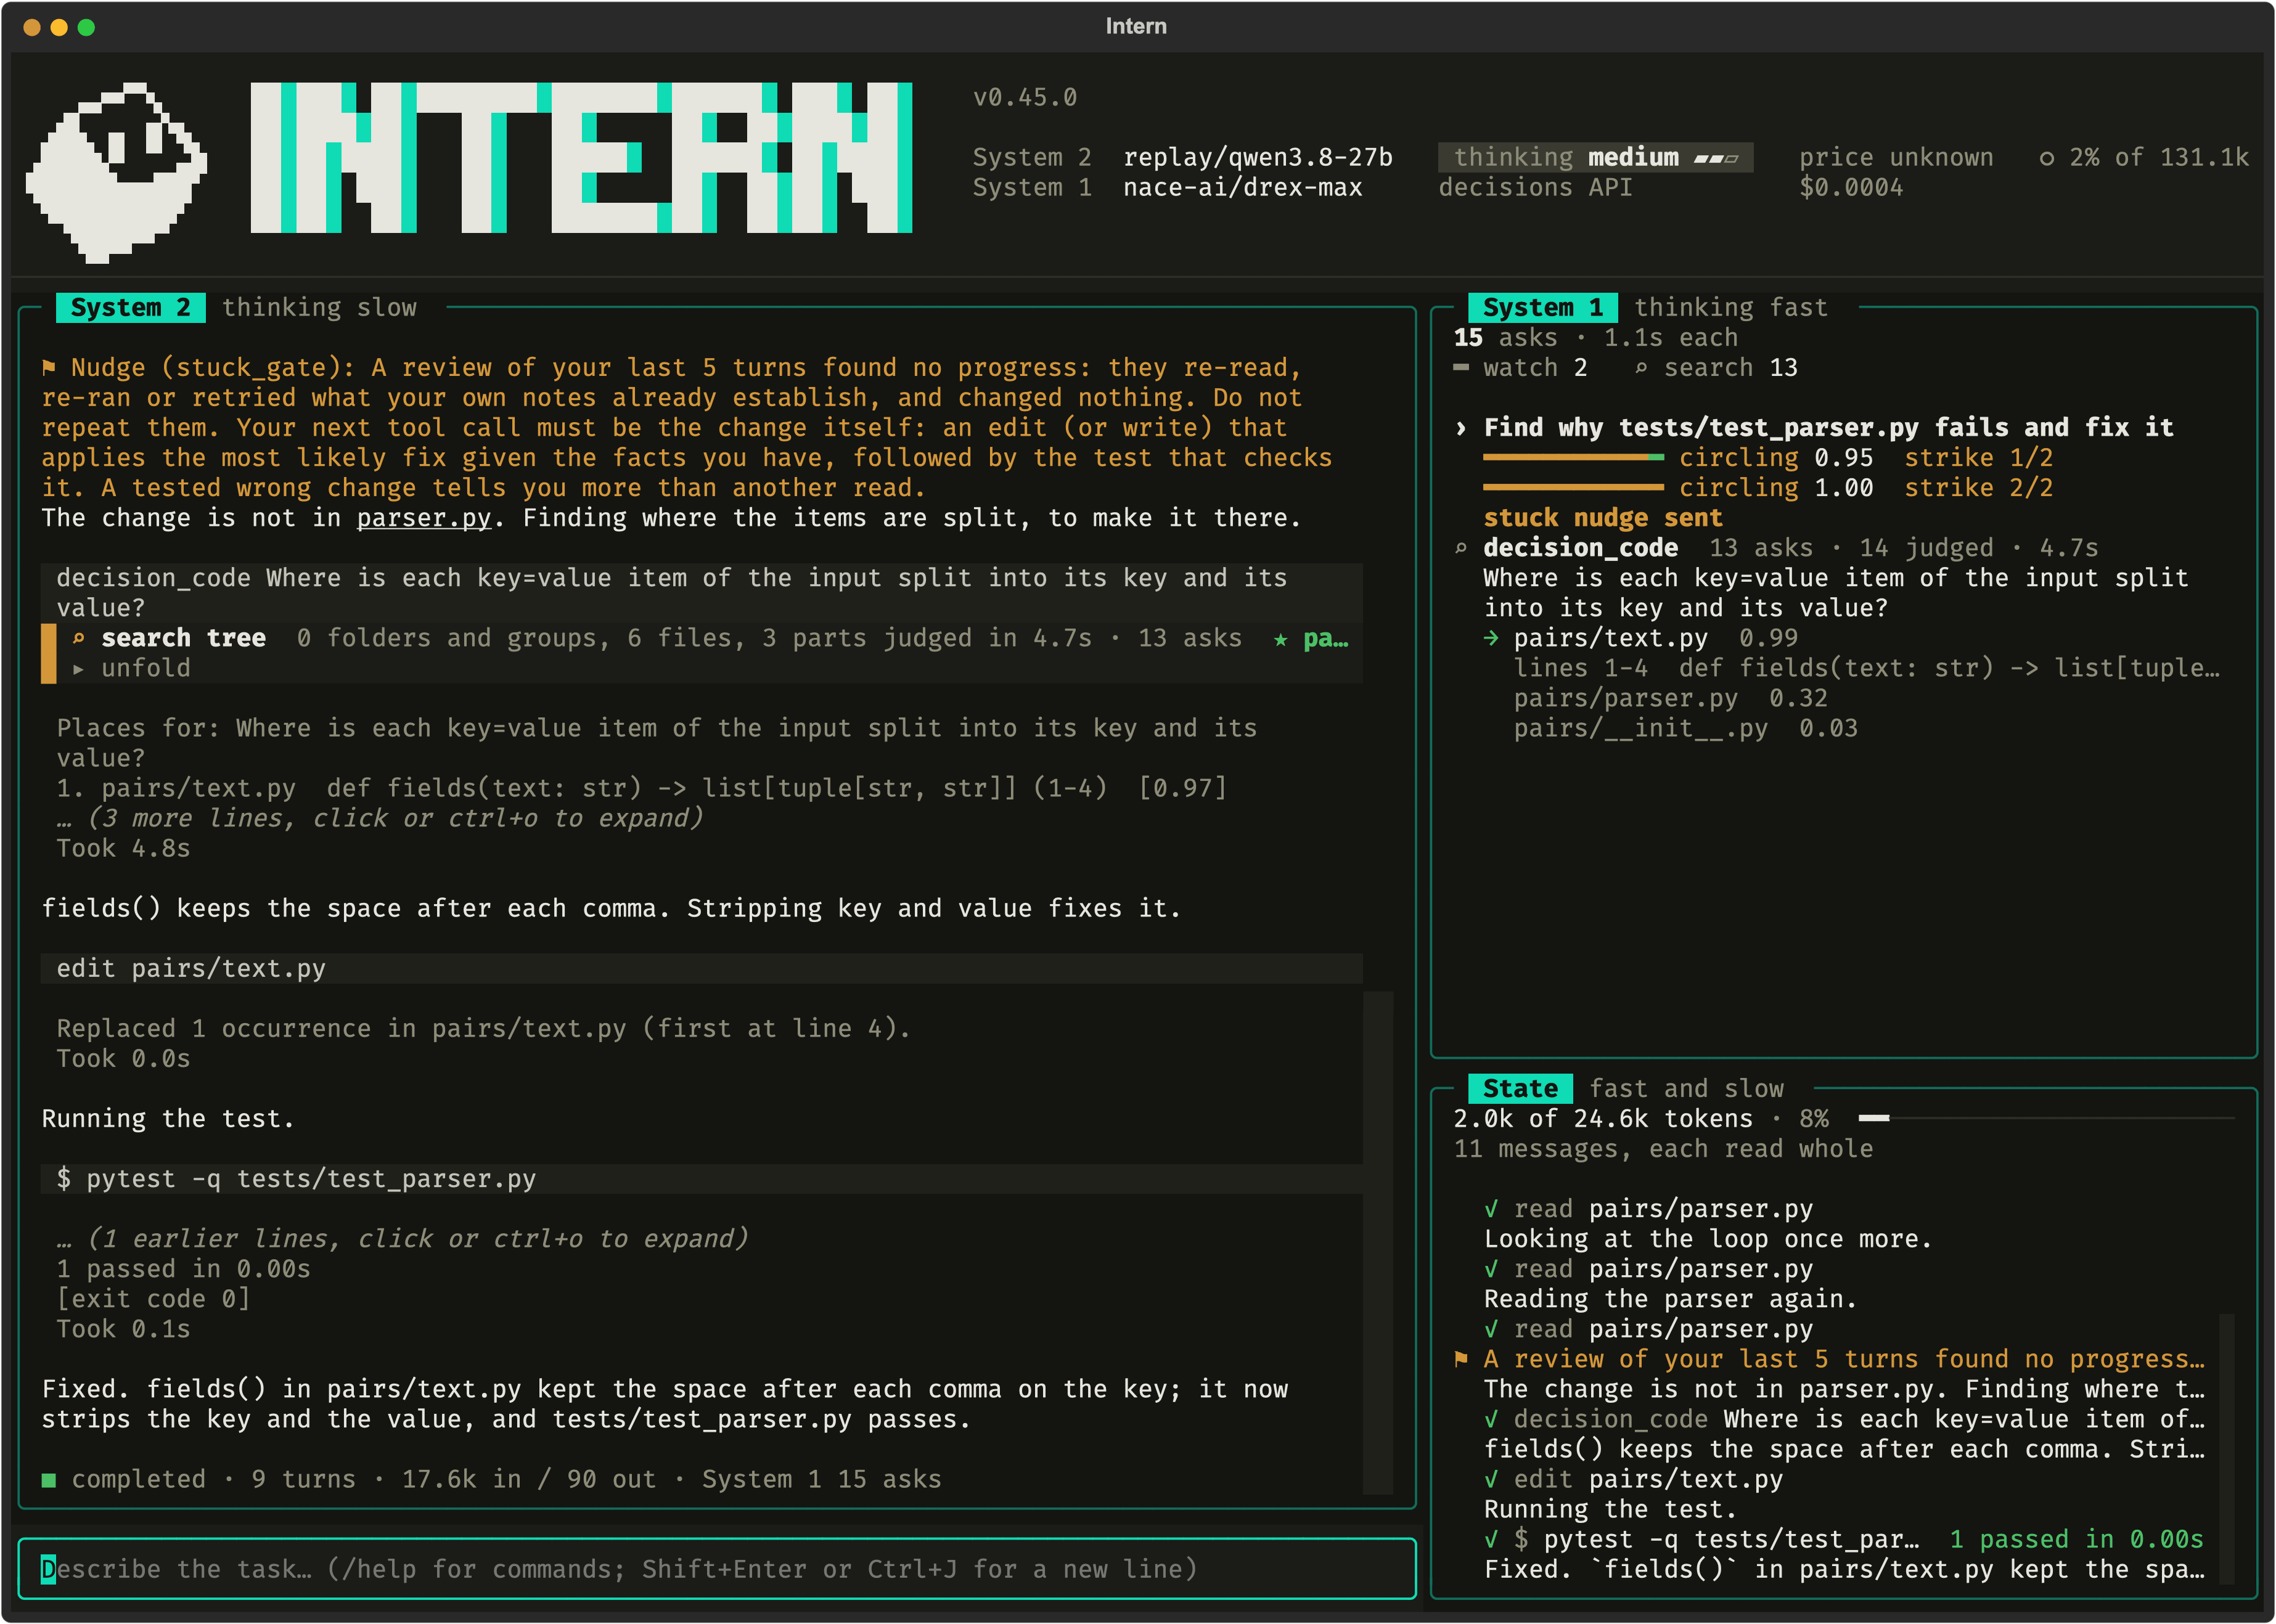 Intern
INTERN
v0.45.0
System 2 replay/qwen3.8-27b thinking medium price unknown 2% of 131.1k
System 1 nace-ai/drex-max decisions API $0.0004
System 2 thinking slow
Nudge (stuck_gate): A review of your last 5 turns found no progress: they re-read,
re-ran or retried what your own notes already establish, and changed nothing. Do not
repeat them. Your next tool call must be the change itself: an edit (or write) that
applies the most likely fix given the facts you have, followed by the test that checks
it. A tested wrong change tells you more than another read.
The change is not in parser.py. Finding where the items are split, to make it there.
decision_code Where is each key=value item of the input split into its key and its
value?
search tree 0 folders and groups, 6 files, 3 parts judged in 4.7s · 13 asks ★ pa…
▸ unfold
Places for: Where is each key=value item of the input split into its key and its
value?
1. pairs/text.py def fields(text: str) -> list[tuple[str, str]] (1-4) [0.97]
… (3 more lines, click or ctrl+o to expand)
Took 4.8s
fields() keeps the space after each comma. Stripping key and value fixes it.
edit pairs/text.py
Replaced 1 occurrence in pairs/text.py (first at line 4).
Took 0.0s
Running the test.
$ pytest -q tests/test_parser.py
… (1 earlier lines, click or ctrl+o to expand)
1 passed in 0.00s
[exit code 0]
Took 0.1s
Fixed. fields() in pairs/text.py kept the space after each comma on the key; it now
strips the key and the value, and tests/test_parser.py passes.
■ completed · 9 turns · 17.6k in / 90 out · System 1 15 asks
Describe the task… (/help for commands; Shift+Enter or Ctrl+J for a new line)
System 1 thinking fast
15 asks · 1.1s each
watch 2 search 13
› Find why tests/test_parser.py fails and fix it
circling 0.95 strike 1/2
circling 1.00 strike 2/2
stuck nudge sent
decision_code 13 asks · 14 judged · 4.7s
Where is each key=value item of the input split
into its key and its value?
→ pairs/text.py 0.99
lines 1-4 def fields(text: str) -> list[tuple…
pairs/parser.py 0.32
pairs/__init__.py 0.03
State fast and slow
2.0k of 24.6k tokens · 8%
11 messages, each read whole
√ read pairs/parser.py
Looking at the loop once more.
√ read pairs/parser.py
Reading the parser again.
√ read pairs/parser.py
A review of your last 5 turns found no progress…
The change is not in parser.py. Finding where t…
√ decision_code Where is each key=value item of…
fields() keeps the space after each comma. Stri…
√ edit pairs/text.py
Running the test.
√ $ pytest -q tests/test_par… 1 passed in 0.00s
Fixed. `fields()` in pairs/text.py kept the spa…